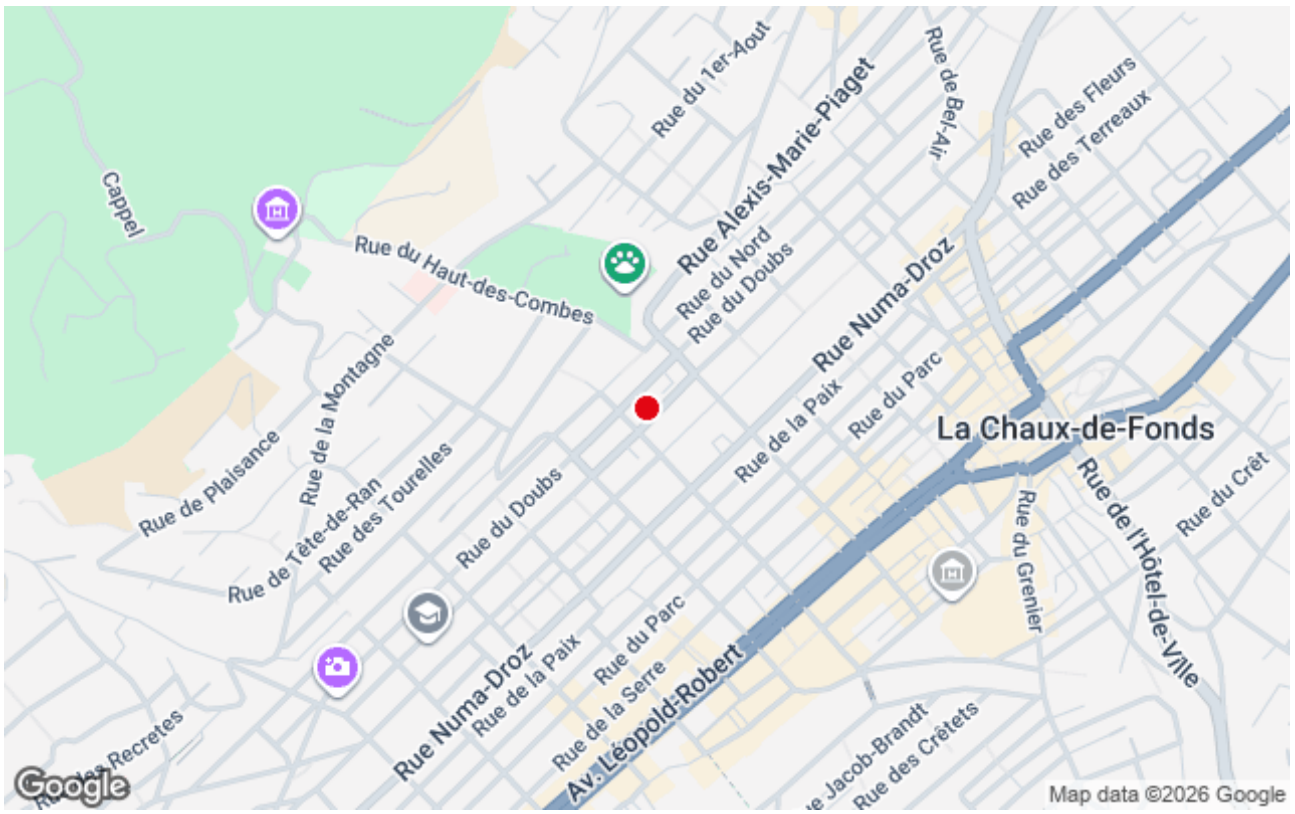 Rue du 1er-Aout
Rue de Bel-Air
Rue des Fleurs
Rue des Terreaux
Rue Alexis-Marie-Piaget
Cappel
Rue du Haut-des-Combes
Rue du Nord
Rue du Doubs
Rue Numa-Droz
Rue du Parc
Rue de la Paix
La Chaux-de-Fonds
Rue de la Montagne
Rue de Plaisance
Rue de Tête-de-Ran
Rue des Tourelles
Rue du Doubs
Rue du Crêt
Rue du Grenier
Rue de l'Hôtel-de-Ville
Rue du Parc
Rue de la Paix
Rue de la Serre
Rue Numa-Droz
Av. Léopold-Robert
Rue des Recretes
ue Jacob-Brandt
Rue des Crêtets
Google
Map data ©2026 Google